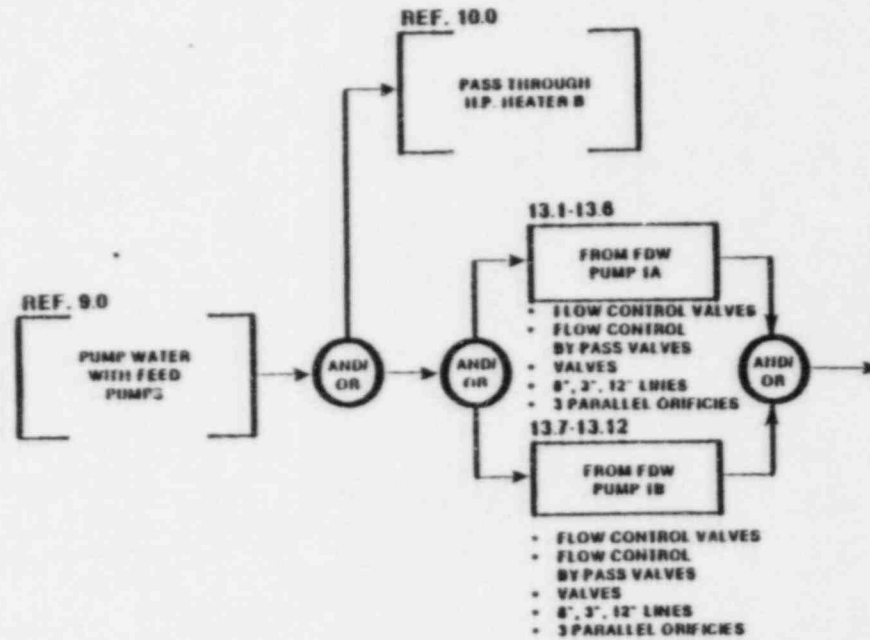 REF. 10.0
PASS THROUGH
H.P. HEATER B
13.1-13.6
FROM FDW
PUMP 1A
• FLOW CONTROL VALVES
• FLOW CONTROL
BY PASS VALVES
• VALVES
• 8", 3", 12" LINES
• 3 PARALLEL ORIFICIES
REF. 9.0
PUMP WATER
WITH FEED
PUMPS
AND/
OR
AND/
OR
AND/
OR
13.7-13.12
FROM FDW
PUMP 1B
• FLOW CONTROL VALVES
• FLOW CONTROL
BY PASS VALVES
• VALVES
• 8", 3", 12" LINES
• 3 PARALLEL ORIFICIES